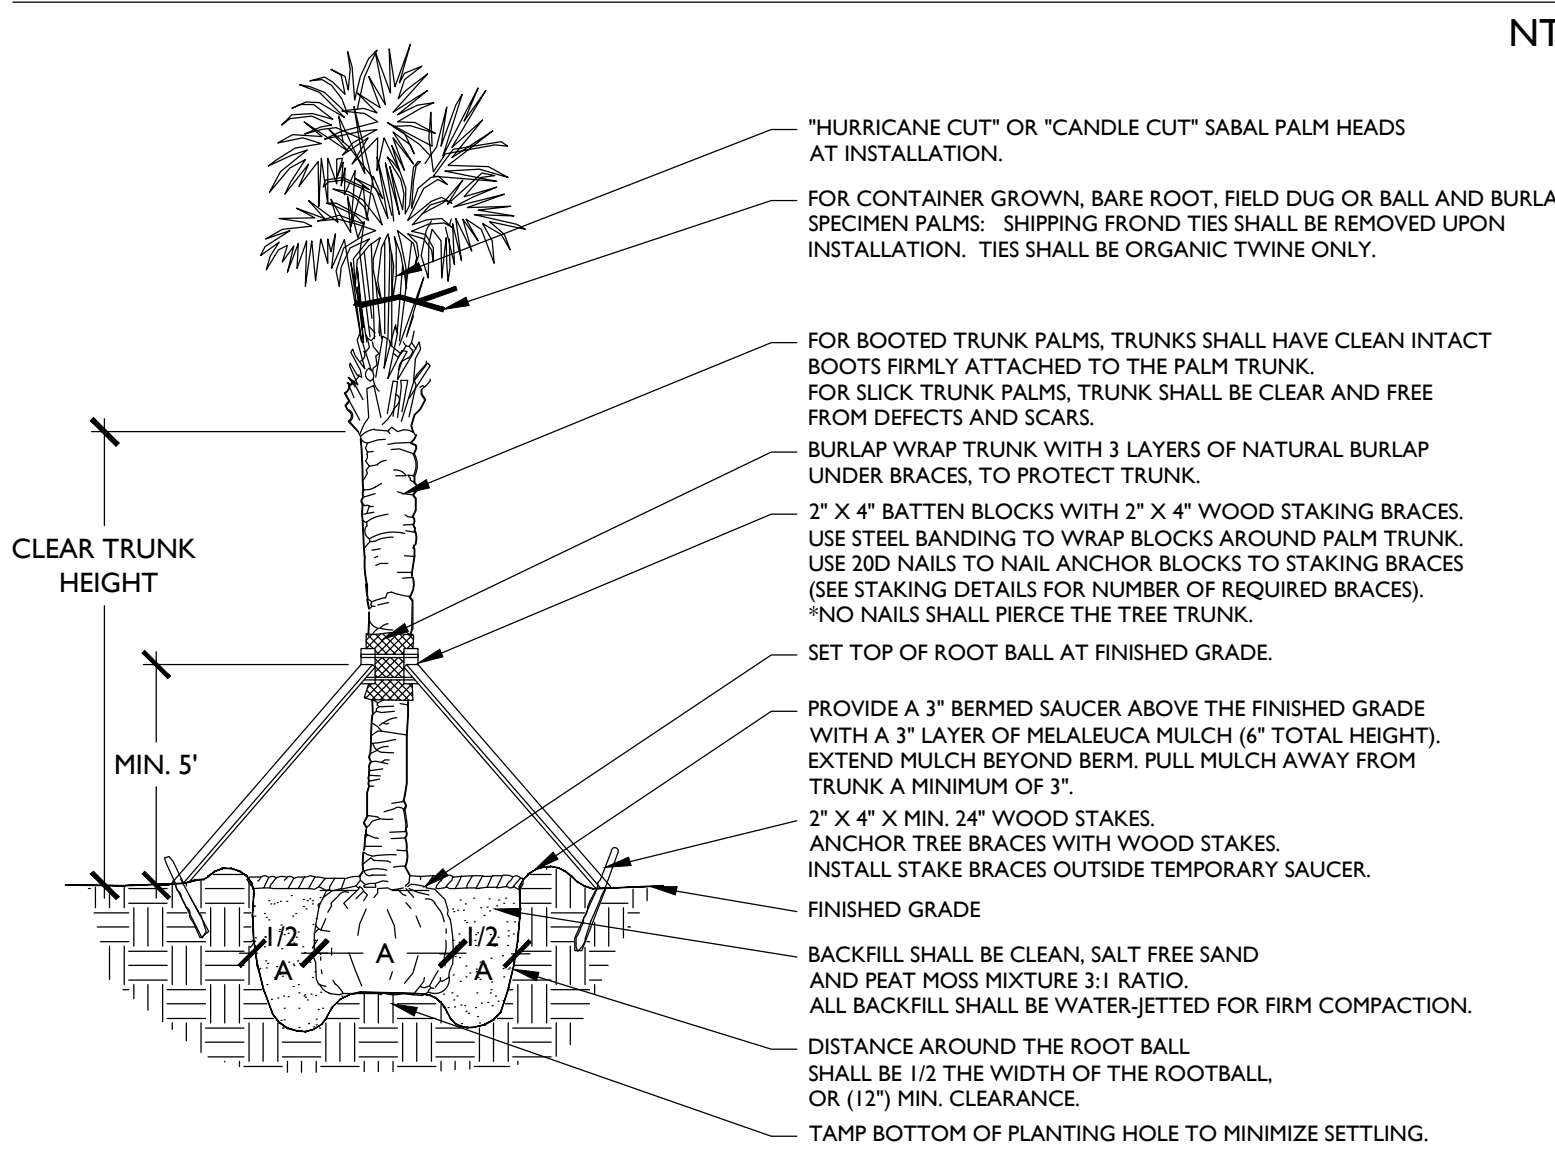 NT
"HURRICANE CUT" OR "CANDLE CUT" SABAL PALM HEADS
AT INSTALLATION.
FOR CONTAINER GROWN, BARE ROOT, FIELD DUG OR BALL AND BURLA
SPECIMEN PALMS: SHIPPING FROND TIES SHALL BE REMOVED UPON
INSTALLATION. TIES SHALL BE ORGANIC TWINE ONLY.
FOR BOOTED TRUNK PALMS, TRUNKS SHALL HAVE CLEAN INTACT
BOOTS FIRMLY ATTACHED TO THE PALM TRUNK.
FOR SLICK TRUNK PALMS, TRUNK SHALL BE CLEAR AND FREE
FROM DEFECTS AND SCARS.
BURLAP WRAP TRUNK WITH 3 LAYERS OF NATURAL BURLAP
UNDER BRACES, TO PROTECT TRUNK.
2" X 4" BATTEN BLOCKS WITH 2" X 4" WOOD STAKING BRACES.
USE STEEL BANDING TO WRAP BLOCKS AROUND PALM TRUNK.
USE 20D NAILS TO NAIL ANCHOR BLOCKS TO STAKING BRACES
(SEE STAKING DETAILS FOR NUMBER OF REQUIRED BRACES).
*NO NAILS SHALL PIERCE THE TREE TRUNK.
SET TOP OF ROOT BALL AT FINISHED GRADE.
PROVIDE A 3" BERMED SAUCER ABOVE THE FINISHED GRADE
WITH A 3" LAYER OF MELALEUCA MULCH (6" TOTAL HEIGHT).
EXTEND MULCH BEYOND BERM. PULL MULCH AWAY FROM
TRUNK A MINIMUM OF 3".
2" X 4" X MIN. 24" WOOD STAKES.
ANCHOR TREE BRACES WITH WOOD STAKES.
INSTALL STAKE BRACES OUTSIDE TEMPORARY SAUCER.
FINISHED GRADE
BACKFILL SHALL BE CLEAN, SALT FREE SAND
AND PEAT MOSS MIXTURE 3:1 RATIO.
ALL BACKFILL SHALL BE WATER-JETTED FOR FIRM COMPACTION.
DISTANCE AROUND THE ROOT BALL
SHALL BE 1/2 THE WIDTH OF THE ROOTBALL,
OR (12") MIN. CLEARANCE.
TAMP BOTTOM OF PLANTING HOLE TO MINIMIZE SETTLING.
CLEAR TRUNK
HEIGHT
MIN. 5'
1/2
A
A
1/2
A